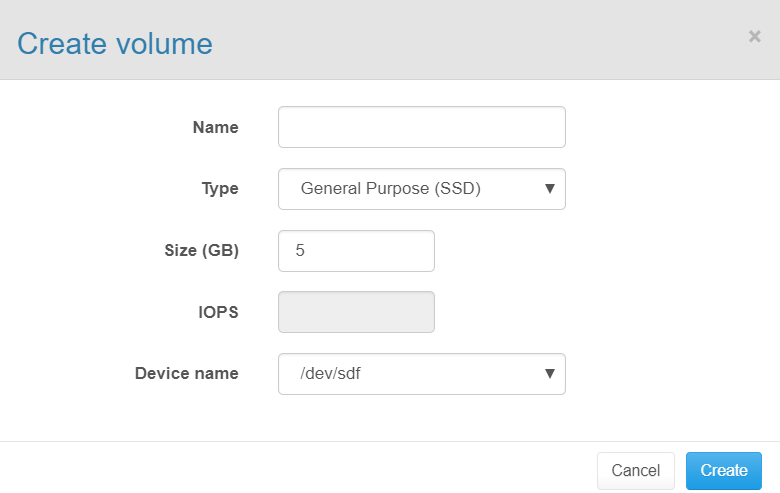 Create volume
×
Name
Type General Purpose (SSD) ▼
Size (GB) 5
IOPS
Device name /dev/sdf ▼
Cancel Create